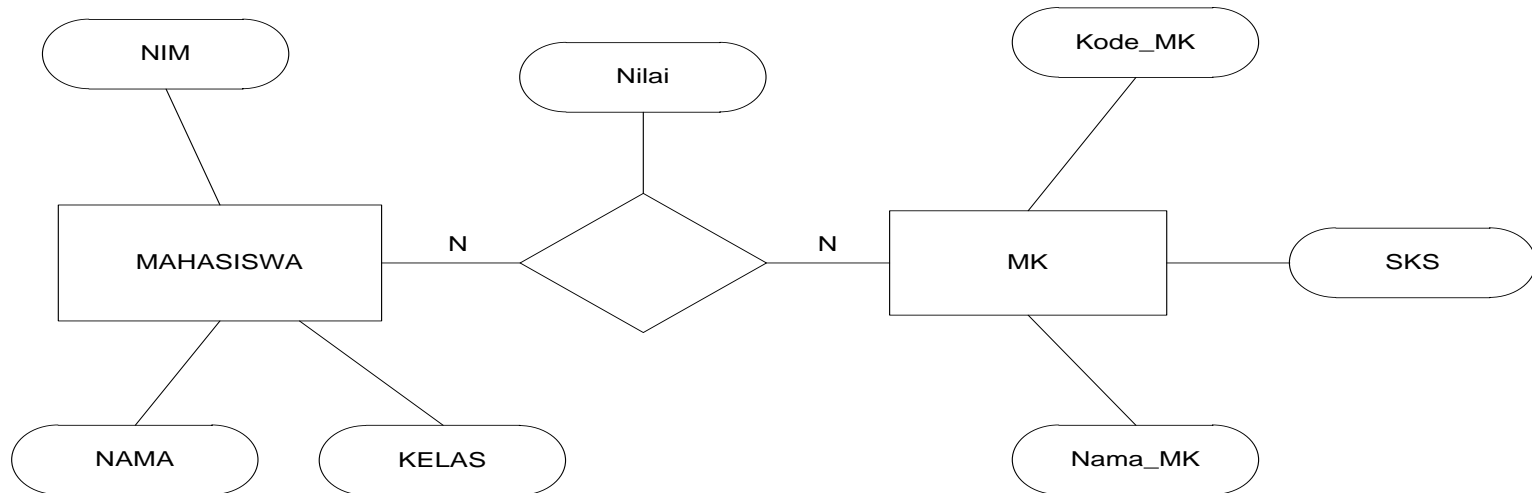 Kode_MK
NIM
Nilai
N
N
MAHASISWA
MK
SKS
NAMA
KELAS
Nama_MK